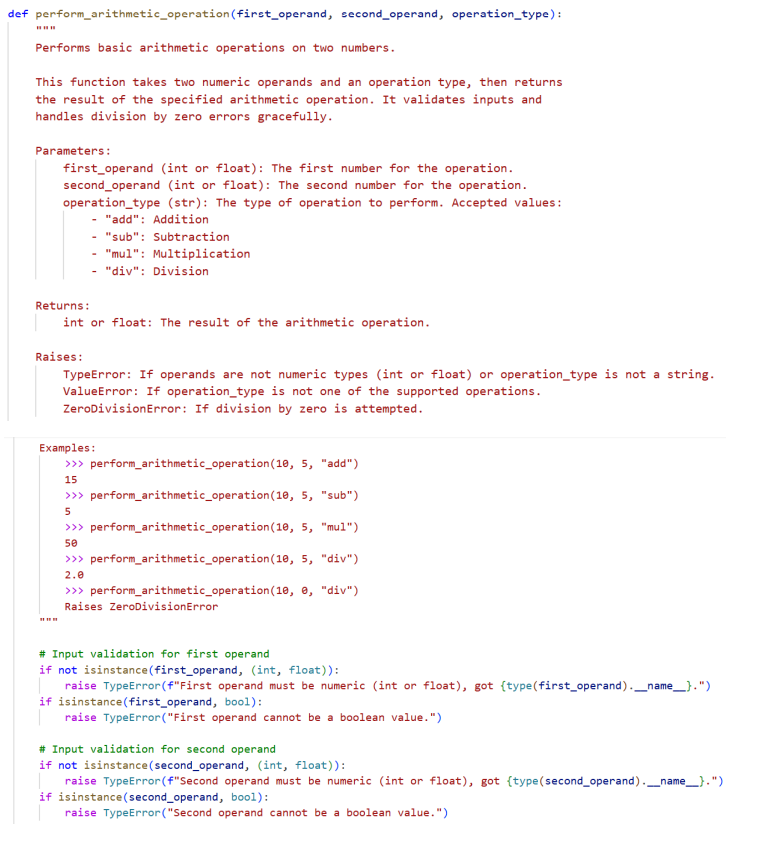 def perform_arithmetic_operation(first_operand, second_operand, operation_type):
"""
Performs basic arithmetic operations on two numbers.
This function takes two numeric operands and an operation type, then returns
the result of the specified arithmetic operation. It validates inputs and
handles division by zero errors gracefully.
Parameters:
first_operand (int or float): The first number for the operation.
second_operand (int or float): The second number for the operation.
operation_type (str): The type of operation to perform. Accepted values:
- "add": Addition
- "sub": Subtraction
- "mul": Multiplication
- "div": Division
Returns:
int or float: The result of the arithmetic operation.
Raises:
TypeError: If operands are not numeric types (int or float) or operation_type is not a string.
ValueError: If operation_type is not one of the supported operations.
ZeroDivisionError: If division by zero is attempted.
Examples:
>>> perform_arithmetic_operation(10, 5, "add")
15
>>> perform_arithmetic_operation(10, 5, "sub")
5
>>> perform_arithmetic_operation(10, 5, "mul")
50
>>> perform_arithmetic_operation(10, 5, "div")
2.0
>>> perform_arithmetic_operation(10, 0, "div")
Raises ZeroDivisionError
"""
# Input validation for first operand
if not isinstance(first_operand, (int, float)):
raise TypeError(f"First operand must be numeric (int or float), got {type(first_operand).__name__}.")
if isinstance(first_operand, bool):
raise TypeError("First operand cannot be a boolean value.")
# Input validation for second operand
if not isinstance(second_operand, (int, float)):
raise TypeError(f"Second operand must be numeric (int or float), got {type(second_operand).__name__}.")
if isinstance(second_operand, bool):
raise TypeError("Second operand cannot be a boolean value.")